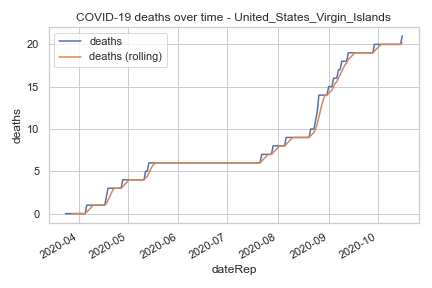 COVID-19 deaths over time - United_States_Virgin_Islands
deaths
deaths (rolling)
deaths
20
15
10
5
0
2020-04
2020-05
2020-06
2020-07
2020-08
2020-09
2020-10
dateRep